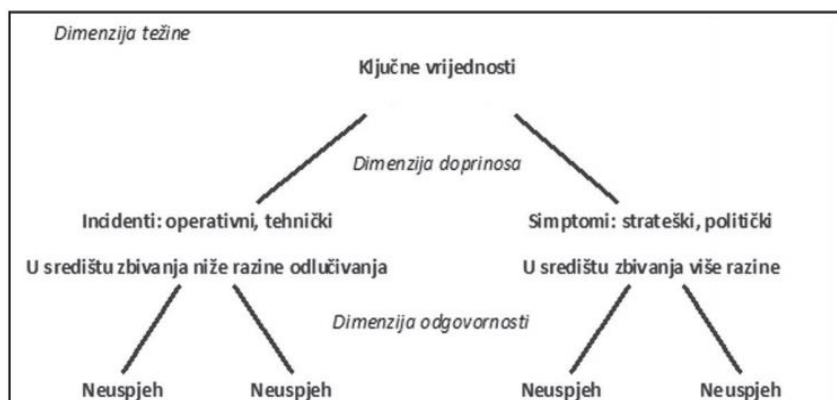 Dimenzija težine
Ključne vrijednosti
Dimenzija doprinosa
Incidenti: operativni, tehnički
Simptomi: strateški, politički
U središtu zbivanja niže razine odlučivanja
U središtu zbivanja više razine
Dimenzija odgovornosti
Neuspjeh
Neuspjeh
Neuspjeh
Neuspjeh